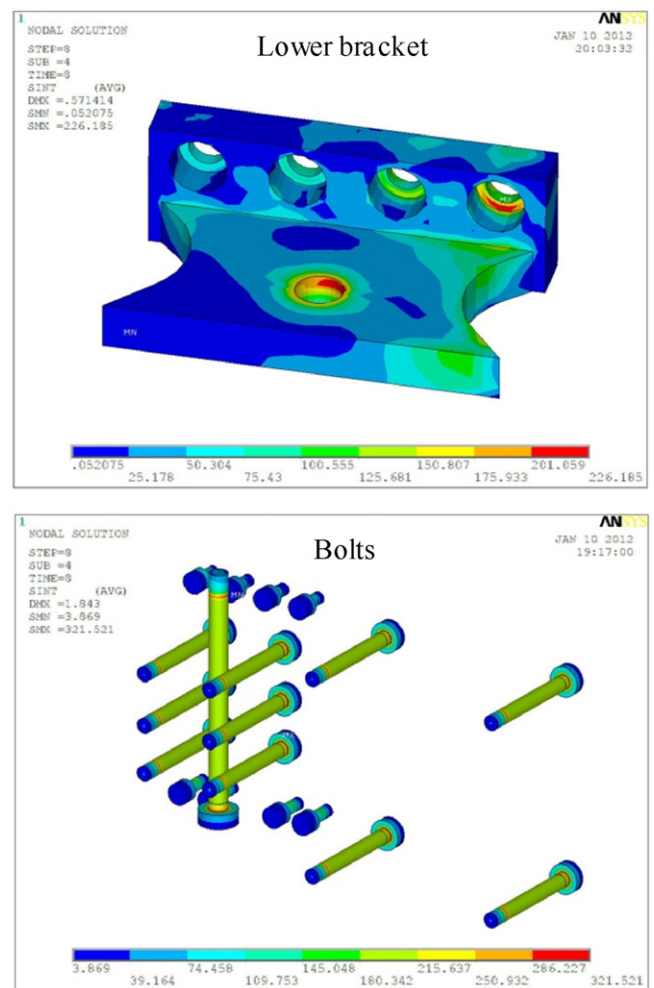 1
ANSYS
NODAL SOLUTION
JAN 10 2012
20:03:32
Lower bracket
STEP=8
SUB =4
TIME=8
SINT (AVG)
DMX =.571414
SMN =.052075
SMX =226.185
MX
MN
.052075 50.304 100.555 150.807 201.059
25.178 75.43 125.681 175.933 226.185
1
ANSYS
NODAL SOLUTION
JAN 10 2012
19:17:00
Bolts
STEP=8
SUB =4
TIME=8
SINT (AVG)
DMX =1.843
SMN =3.869
SMX =321.521
MN
MX
3.869 74.458 145.048 215.637 286.227
39.164 109.753 180.342 250.932 321.521